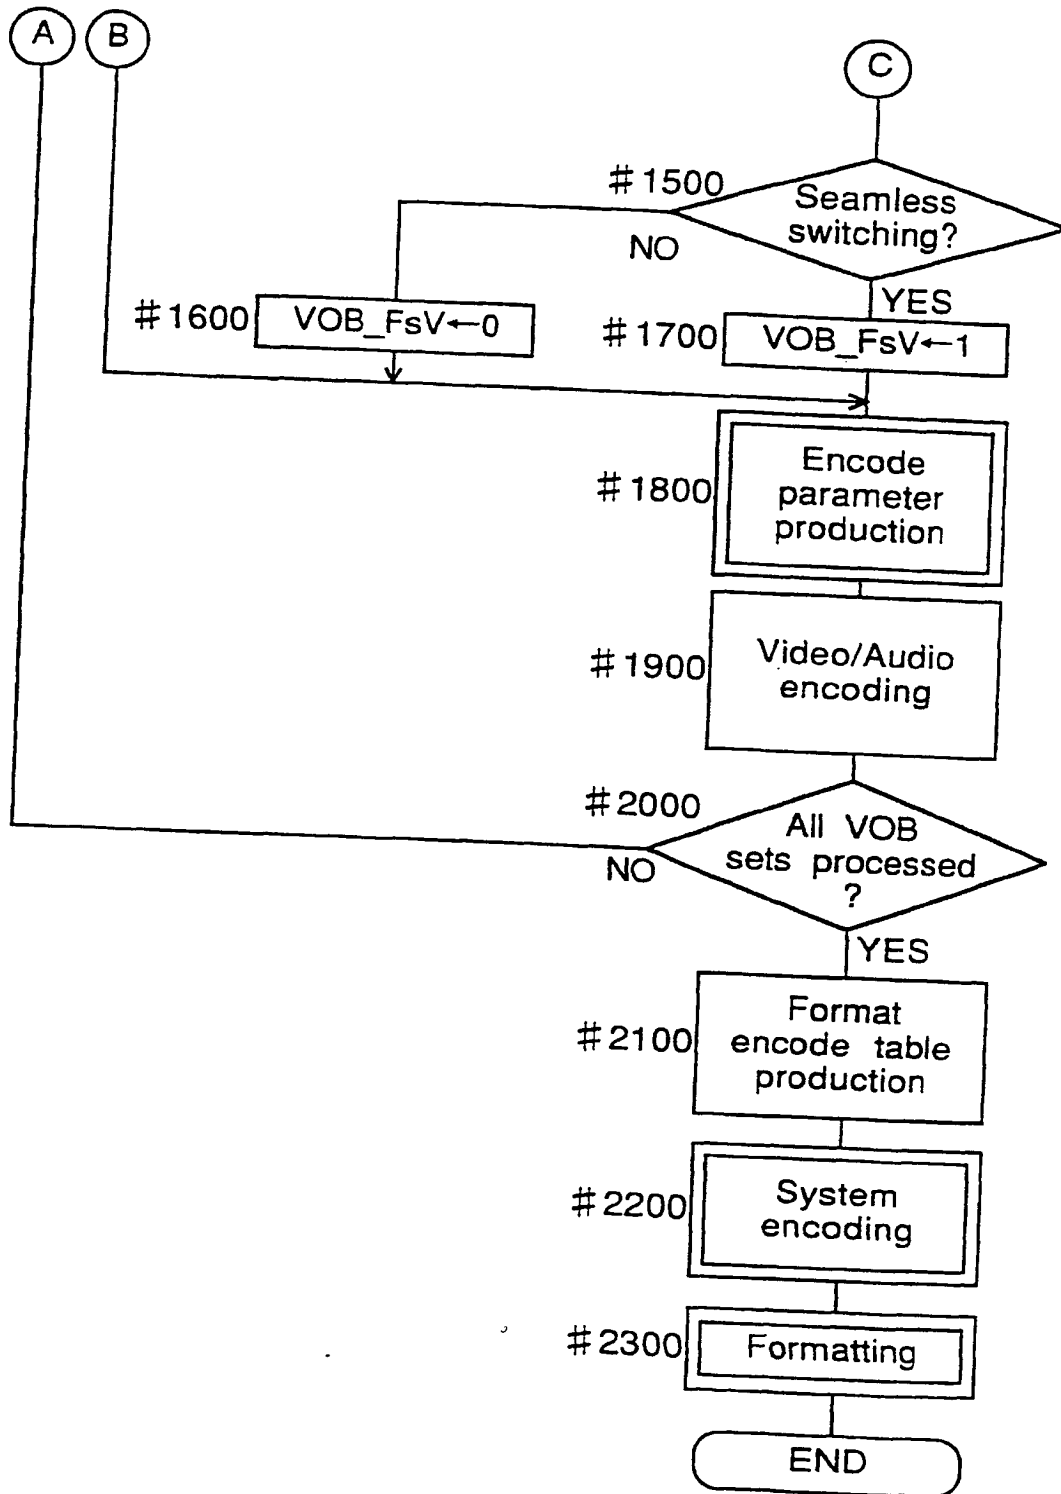 A
B
C
#1500
Seamless
switching?
NO
YES
#1600
VOB_FsV←0
#1700
VOB_FsV←1
#1800
Encode
parameter
production
#1900
Video/Audio
encoding
#2000
All VOB
sets processed
?
NO
YES
#2100
Format
encode table
production
#2200
System
encoding
#2300
Formatting
END